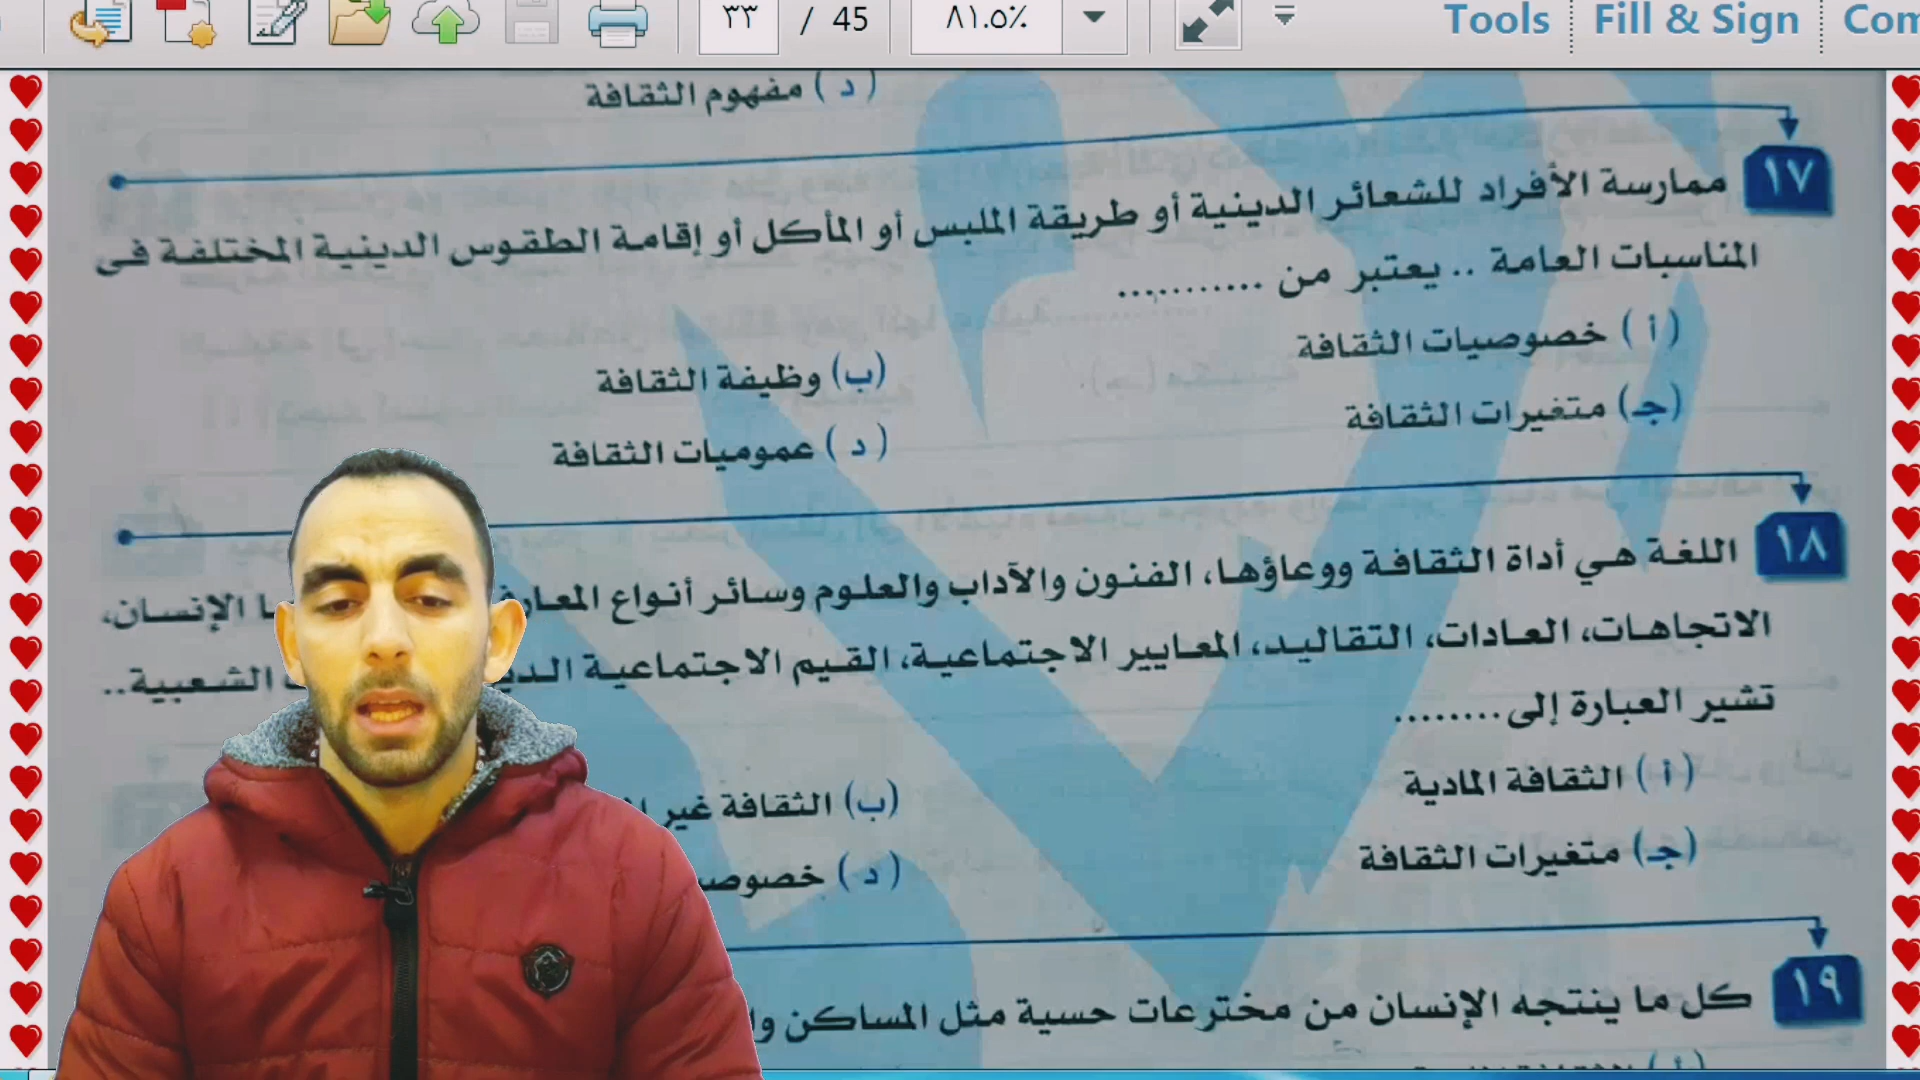 ٣٣ / 45
٨١.٥٪
Tools
Fill & Sign
Com
( د ) مفهوم الثقافة
١٧
ممارسة الأفراد للشعائر الدينية أو طريقة الملبس أو المأكل أو إقامة الطقوس الدينية المختلفة فى
المناسبات العامة .. يعتبر من ...........
( أ ) خصوصيات الثقافة
(ب) وظيفة الثقافة
(جـ) متغيرات الثقافة
( د ) عموميات الثقافة
١٨
اللغة هي أداة الثقافة ووعاؤها، الفنون والآداب والعلوم وسائر أنواع الإنسان،
الاتجاهات، العادات، التقاليد، المعايير الاجتماعية، القيم الاجتماعية الشعبية..
تشير العبارة إلى ........
( أ ) الثقافة المادية
(ب) الثقافة غير
(جـ) متغيرات الثقافة
( د )
١٩
كل ما ينتجه الإنسان من مخترعات حسية مثل المساكن